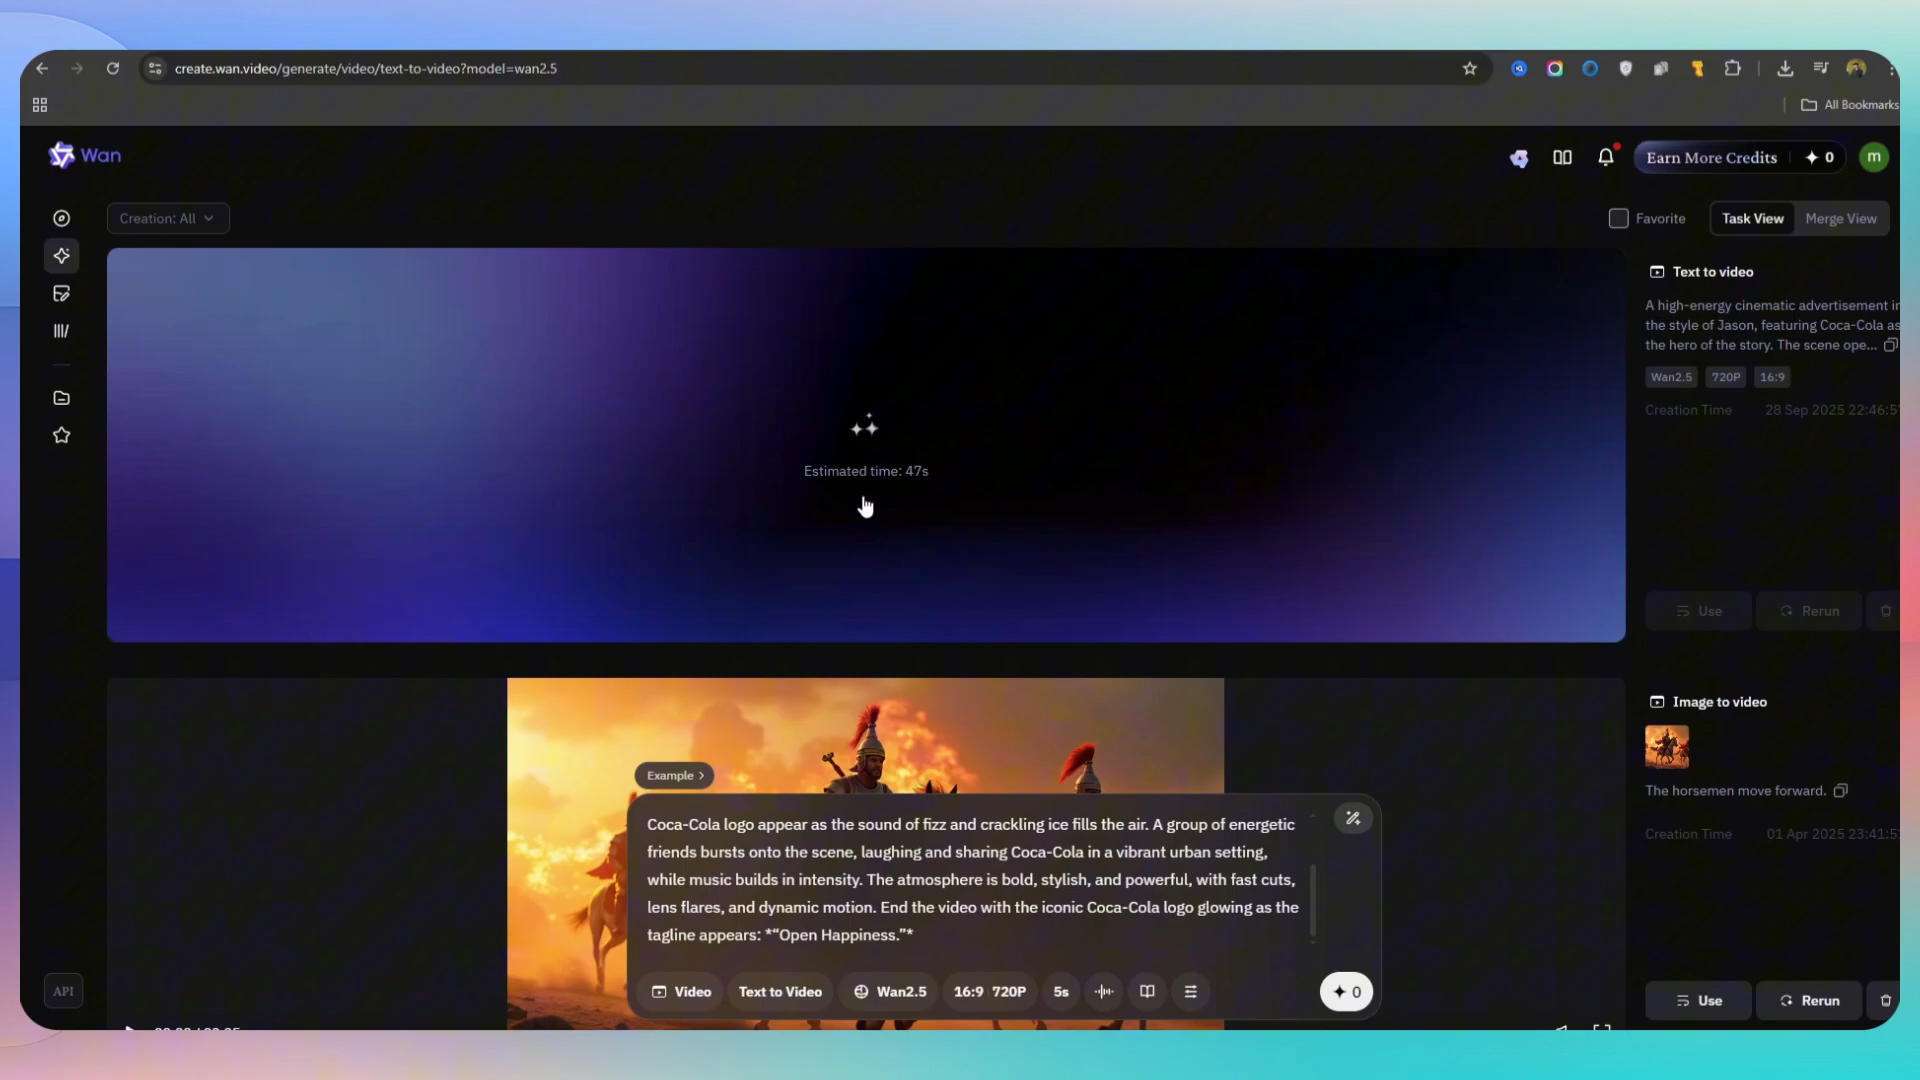 create.wan.video/generate/video/text-to-video?model=wan2.5
All Bookmarks
Wan
Earn More Credits
0
m
Creation: All
Favorite
Task View
Merge View
Estimated time: 47s
Text to video
A high-energy cinematic advertisement in
the style of Jason, featuring Coca-Cola as
the hero of the story. The scene ope...
Wan2.5
720P
16:9
Creation Time
28 Sep 2025 22:46:5
Use
Rerun
Image to video
The horsemen move forward.
Creation Time
01 Apr 2025 23:41:5
Example
Coca-Cola logo appear as the sound of fizz and crackling ice fills the air. A group of energetic
friends bursts onto the scene, laughing and sharing Coca-Cola in a vibrant urban setting,
while music builds in intensity. The atmosphere is bold, stylish, and powerful, with fast cuts,
lens flares, and dynamic motion. End the video with the iconic Coca-Cola logo glowing as the
tagline appears: *“Open Happiness.”*
Video
Text to Video
Wan2.5
16:9 720P
5s
0
API
Use
Rerun